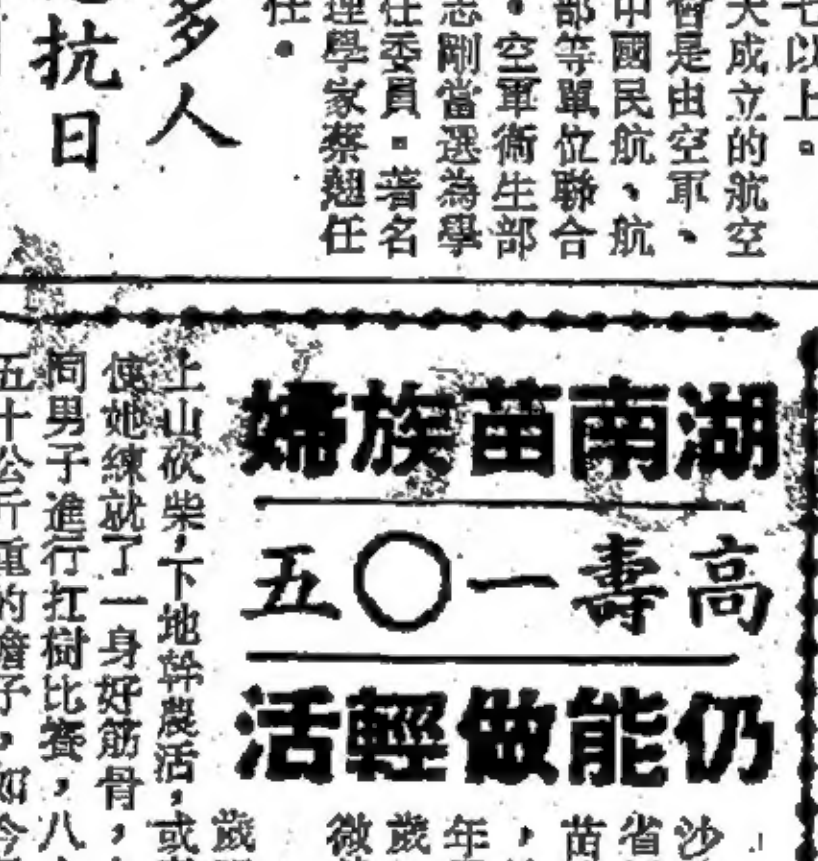 七以上。
天成立的航空
會是由空軍、
中國民航、航
部等單位聯合
。空軍衛生部
志剛當選為學
任委員。著名
理學家蔡翹任
任。
多人
抗日
湖南苗族婦
高壽一〇五
仍能做輕活
沙
省
苗
年
歲
微
歲
上山砍柴,下地幹農活,或
使她練就了一身好筋骨,
同男子進行扛樹比賽,八
五十公斤重的擔子,如今